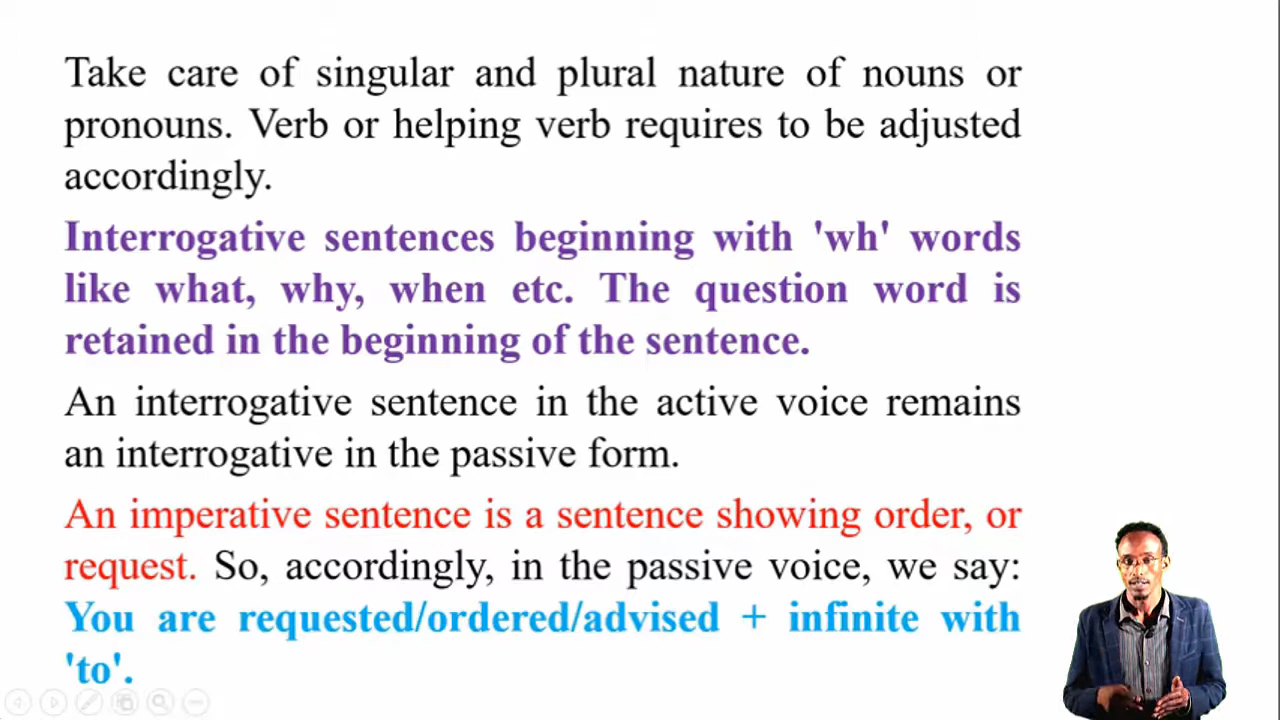 Take care of singular and plural nature of nouns or
pronouns. Verb or helping verb requires to be adjusted
accordingly.
Interrogative sentences beginning with 'wh' words
like what, why, when etc. The question word is
retained in the beginning of the sentence.
An interrogative sentence in the active voice remains
an interrogative in the passive form.
An imperative sentence is a sentence showing order, or
request. So, accordingly, in the passive voice, we say:
You are requested/ordered/advised + infinite with
'to'.